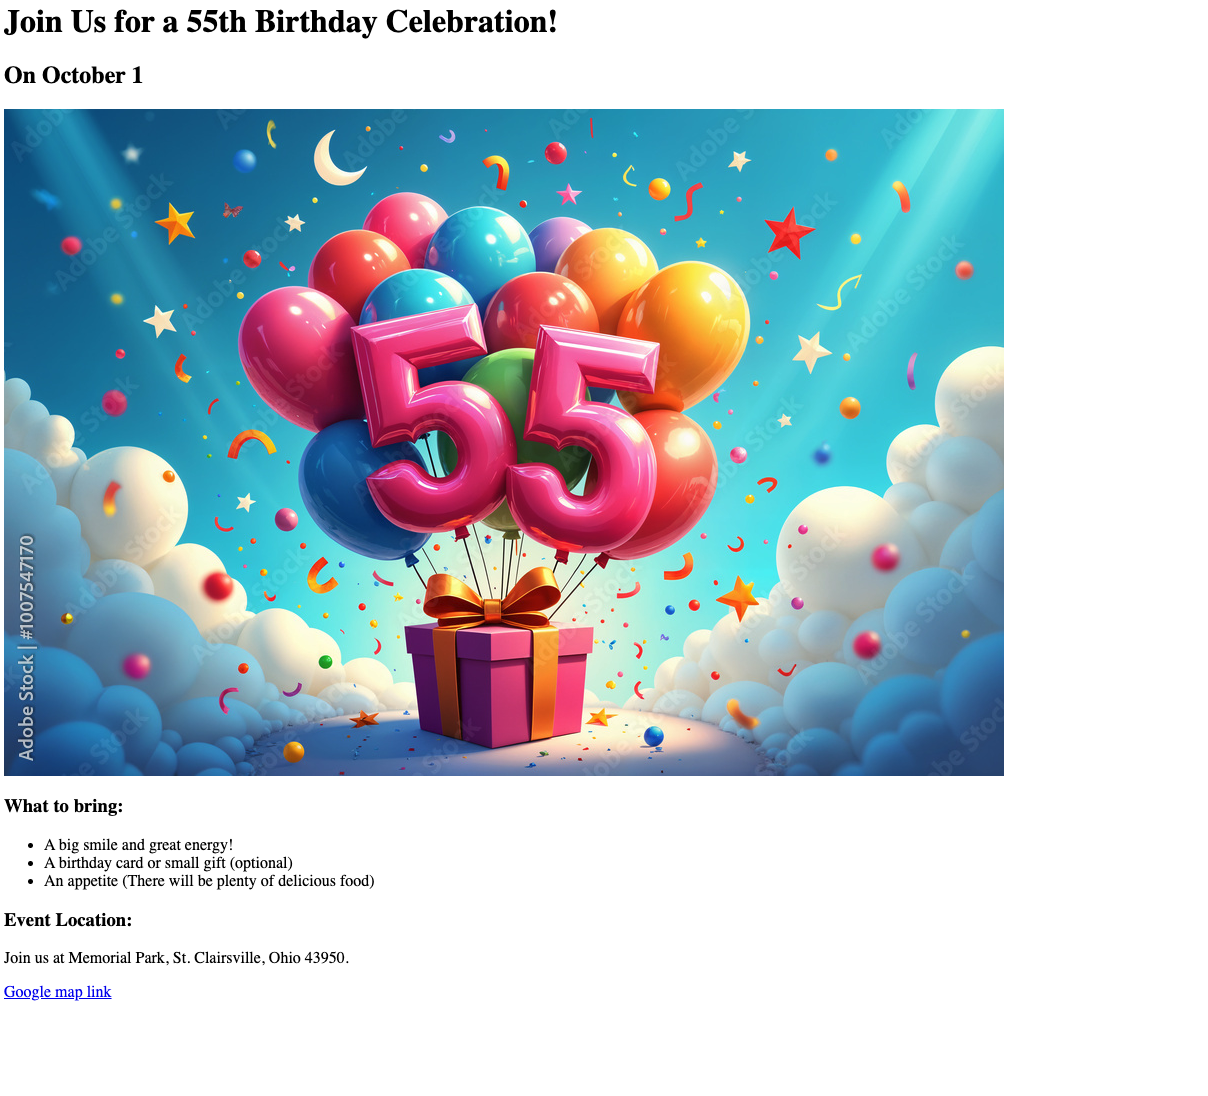 Join Us for a 55th Birthday Celebration!
On October 1
55
Adobe Stock | #1007547170
What to bring:
A big smile and great energy!
A birthday card or small gift (optional)
An appetite (There will be plenty of delicious food)
Event Location:
Join us at Memorial Park, St. Clairsville, Ohio 43950.
Google map link